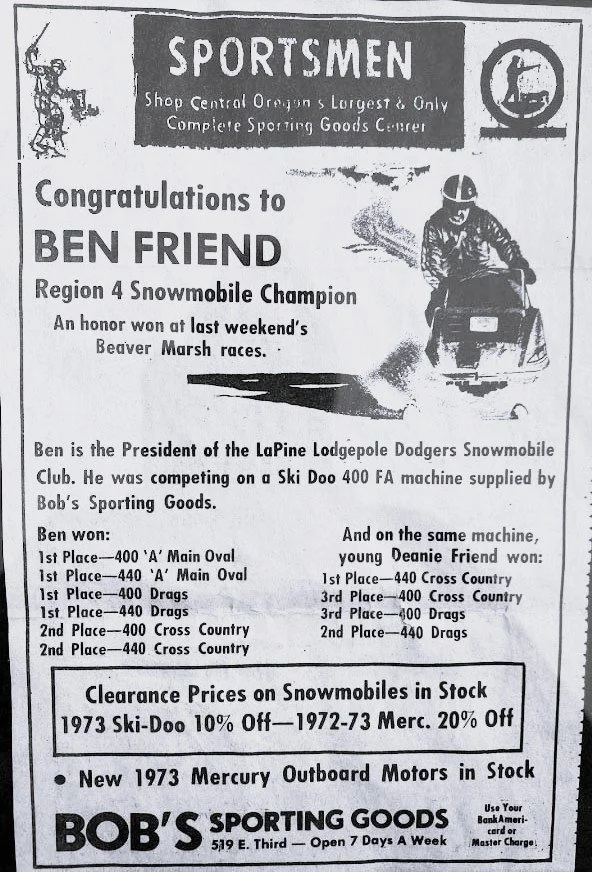 SPORTSMEN
Shop Central Oregon s Largest & Only
Complete Sporting Goods Center
Congratulations to
BEN FRIEND
Region 4 Snowmobile Champion
An honor won at last weekend's
Beaver Marsh races.
Ben is the President of the LaPine Lodgepole Dodgers Snowmobile
Club. He was competing on a Ski Doo 400 FA machine supplied by
Bob's Sporting Goods.
Ben won:
1st Place—400 'A' Main Oval
1st Place—440 'A' Main Oval
1st Place—400 Drags
1st Place—440 Drags
2nd Place—400 Cross Country
2nd Place—440 Cross Country
And on the same machine,
young Deanie Friend won:
1st Place—440 Cross Country
3rd Place—400 Cross Country
3rd Place—400 Drags
2nd Place—440 Drags
Clearance Prices on Snowmobiles in Stock
1973 Ski-Doo 10% Off—1972-73 Merc. 20% Off
• New 1973 Mercury Outboard Motors in Stock
BOB'S SPORTING GOODS
519 E. Third — Open 7 Days A Week
Use Your
BankAmeri-
card or
Master Charge